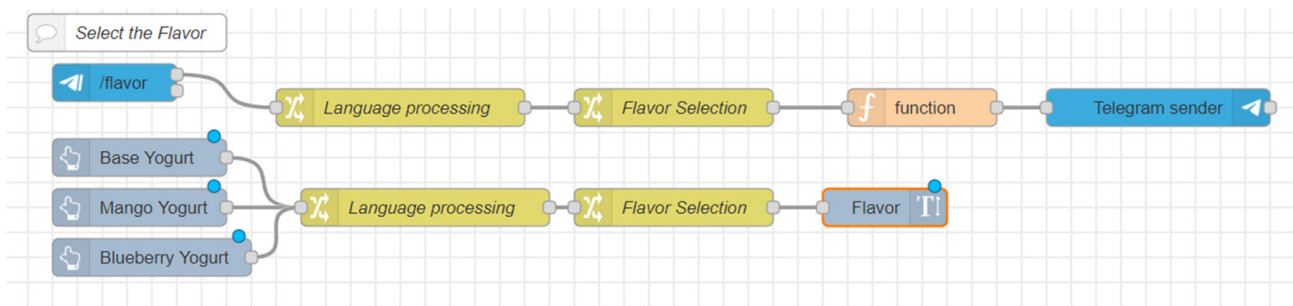 Select the Flavor
/flavor
Language processing
Flavor Selection
function
Telegram sender
Base Yogurt
Mango Yogurt
Blueberry Yogurt
Language processing
Flavor Selection
Flavor